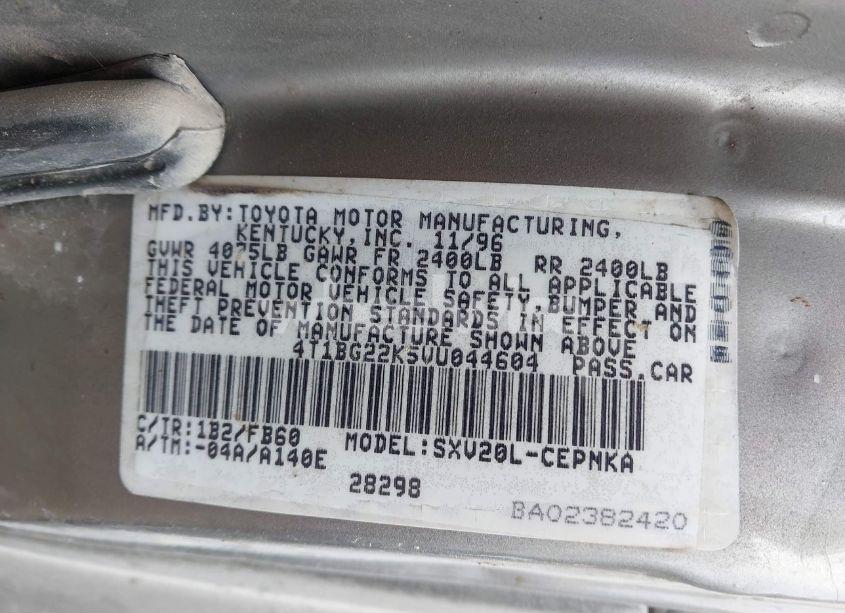 MFD.BY:TOYOTA MOTOR MANUFACTURING,
KENTUCKY,INC. 11/96
GVWR 4025LB GAWR FR 2400LB RR 2400LB
THIS VEHICLE CONFORMS TO ALL APPLICABLE
FEDERAL MOTOR VEHICLE SAFETY,BUMPER,AND
THEFT PREVENTION STANDARDS IN EFFECT ON
THE DATE OF MANUFACTURE SHOWN ABOVE
4T1BG22K5VU044604 PASS.CAR
C/TR:1B2/FB60 MODEL:SXV20L-CEPNKA
A/TM:-04A/A140E
28298
BA02382420